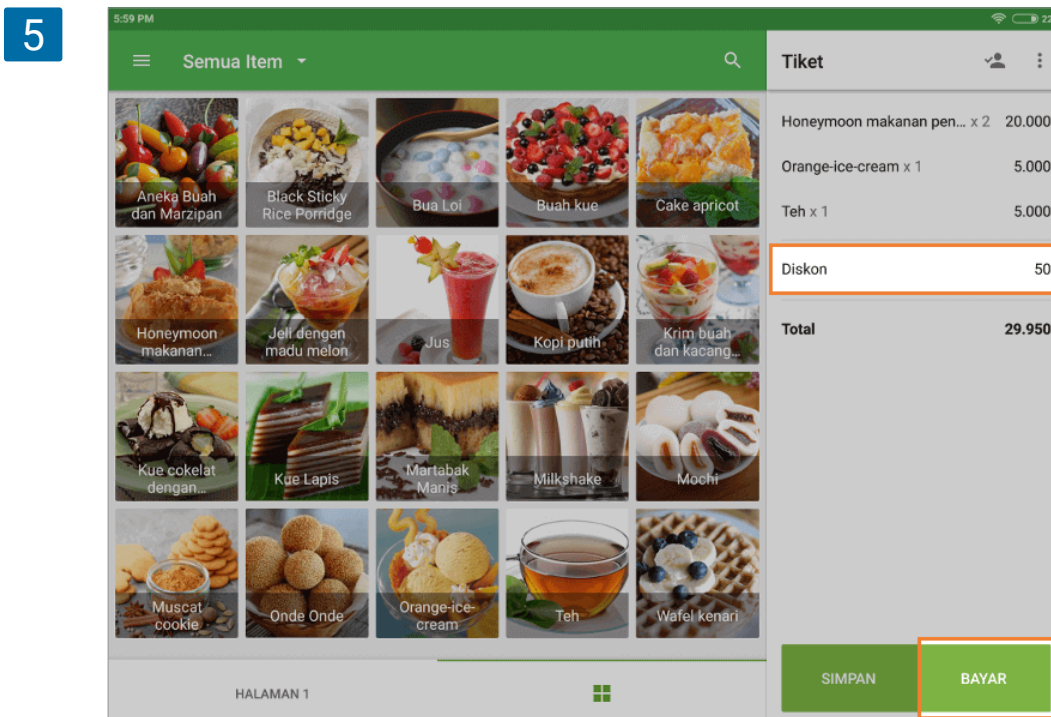 5
5:59 PM
22
Semua Item
Tiket
Honeymoon makanan pen... x 2 20.000
Orange-ice-cream x 1 5.000
Teh x 1 5.000
Diskon 50
Total 29.950
Aneka Buah
dan Marzipan
Black Sticky
Rice Porridge
Bua Loi
Buah kue
Cake apricot
Honeymoon
makanan...
Jeli dengan
madu melon
Jus
Kopi putih
Krim buah
dan kacang...
Kue cokelat
dengan...
Kue Lapis
Martabak
Manis
Milkshake
Mochi
Muscat
cookie
Onde Onde
Orange-ice-
cream
Teh
Wafel kenari
HALAMAN 1
SIMPAN
BAYAR